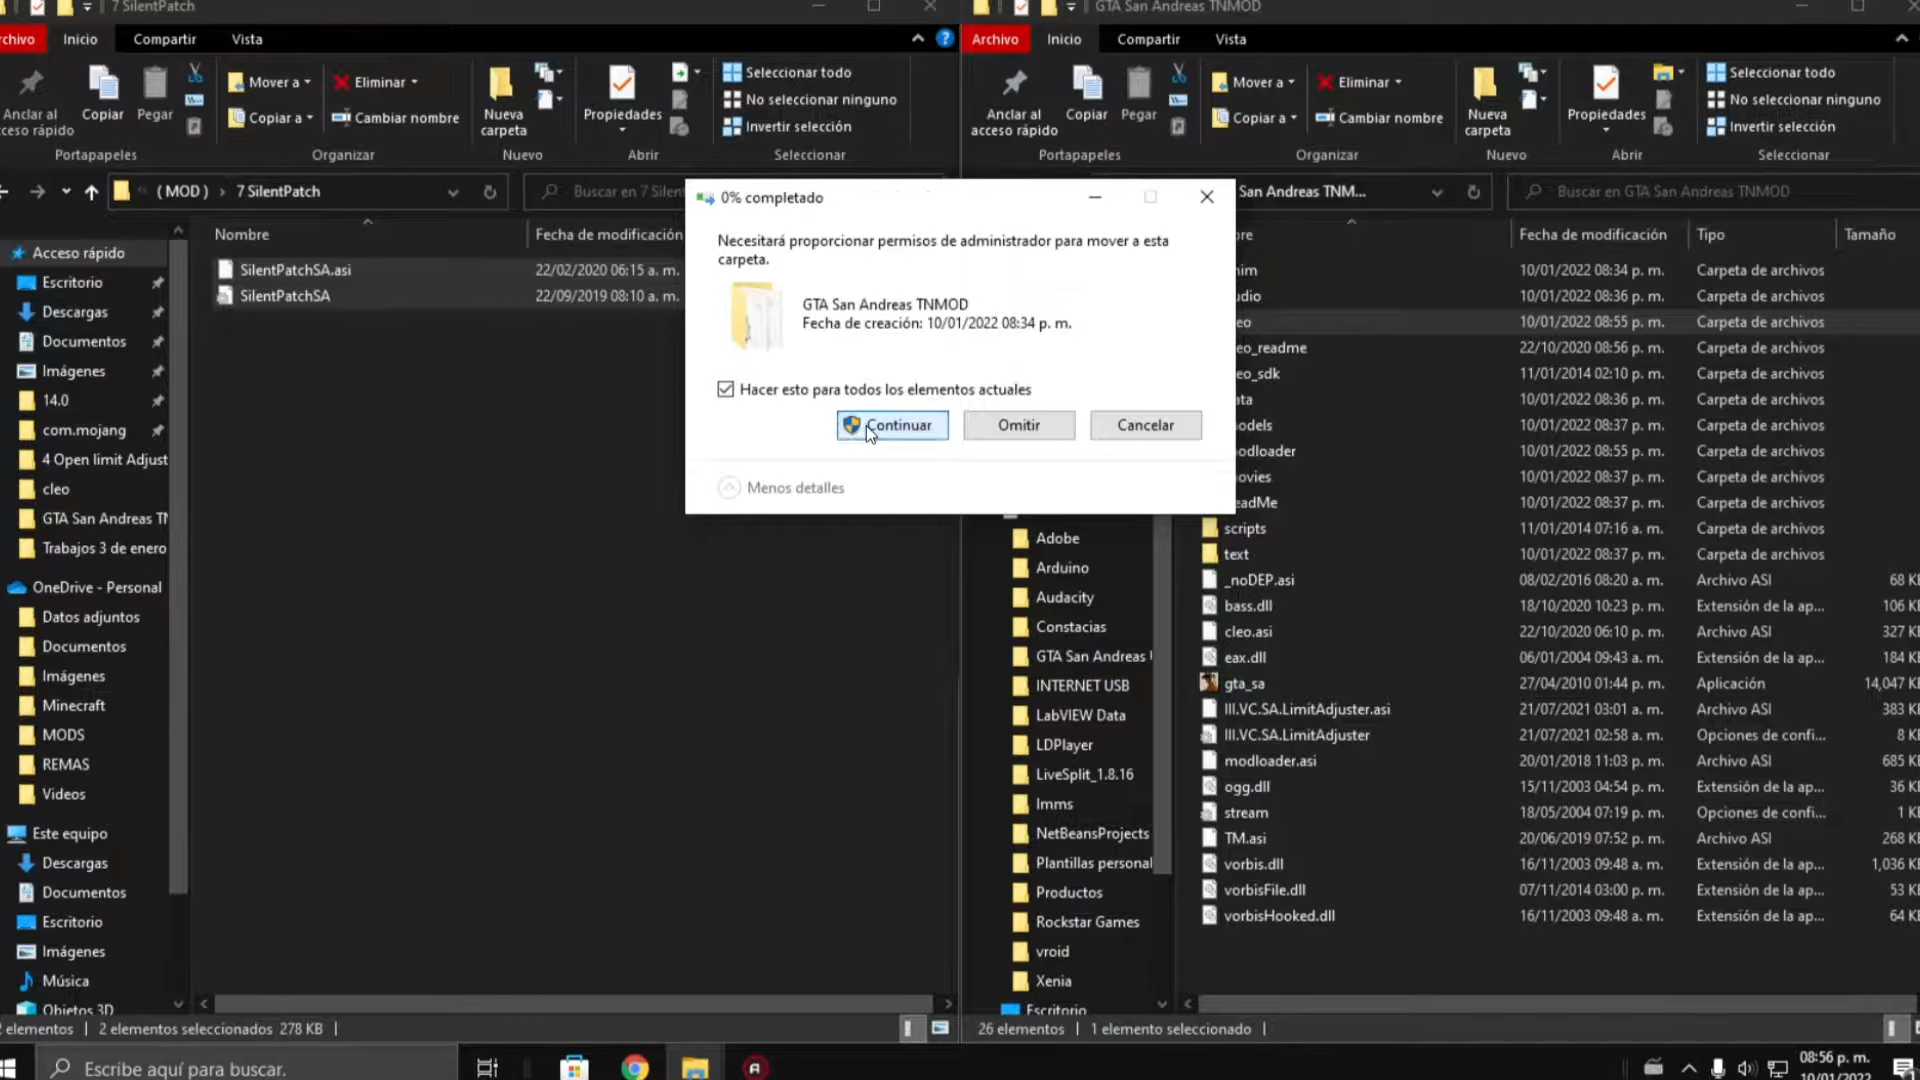 7 SilentPatch
Archivo
Inicio
Compartir
Vista
Anclar al
acceso rápido
Copiar
Pegar
Mover a
Copiar a
Eliminar
Cambiar nombre
Nueva
carpeta
Propiedades
Seleccionar todo
No seleccionar ninguno
Invertir selección
Portapapeles
Organizar
Nuevo
Abrir
Seleccionar
( MOD ) › 7 SilentPatch
Buscar en 7 Silen
Nombre
Fecha de modificación
SilentPatchSA.asi
22/02/2020 06:15 a. m.
SilentPatchSA
22/09/2019 08:10 a. m.
Acceso rápido
Escritorio
Descargas
Documentos
Imágenes
14.0
com.mojang
4 Open limit Adjust
cleo
GTA San Andreas TN
Trabajos 3 de enero
OneDrive - Personal
Datos adjuntos
Documentos
Imágenes
Minecraft
MODS
REMAS
Videos
Este equipo
Descargas
Documentos
Escritorio
Imágenes
Música
Objetos 3D
2 elementos
2 elementos seleccionados 278 KB
0% completado
Necesitará proporcionar permisos de administrador para mover a esta
carpeta.
GTA San Andreas TNMOD
Fecha de creación: 10/01/2022 08:34 p. m.
Hacer esto para todos los elementos actuales
Continuar
Omitir
Cancelar
Menos detalles
GTA San Andreas TNMOD
Archivo
Inicio
Compartir
Vista
Anclar al
acceso rápido
Copiar
Pegar
Mover a
Copiar a
Eliminar
Cambiar nombre
Nueva
carpeta
Propiedades
Seleccionar todo
No seleccionar ninguno
Invertir selección
Portapapeles
Organizar
Nuevo
Abrir
Seleccionar
San Andreas TNM...
Buscar en GTA San Andreas TNMOD
bre
Fecha de modificación
Tipo
Tamaño
nim 10/01/2022 08:34 p. m. Carpeta de archivos
udio 10/01/2022 08:36 p. m. Carpeta de archivos
eo 10/01/2022 08:55 p. m. Carpeta de archivos
eo_readme 22/10/2020 08:56 p. m. Carpeta de archivos
eo_sdk 11/01/2014 02:10 p. m. Carpeta de archivos
ata 10/01/2022 08:36 p. m. Carpeta de archivos
odels 10/01/2022 08:37 p. m. Carpeta de archivos
odloader 10/01/2022 08:55 p. m. Carpeta de archivos
ovies 10/01/2022 08:37 p. m. Carpeta de archivos
eadMe 10/01/2022 08:37 p. m. Carpeta de archivos
scripts 11/01/2014 07:16 a. m. Carpeta de archivos
text 10/01/2022 08:37 p. m. Carpeta de archivos
_noDEP.asi 08/02/2016 08:20 a. m. Archivo ASI 68 KB
bass.dll 18/10/2020 10:23 p. m. Extensión de la ap... 106 KB
cleo.asi 22/10/2020 06:10 p. m. Archivo ASI 327 KB
eax.dll 06/01/2004 09:43 a. m. Extensión de la ap... 184 KB
gta_sa 27/04/2010 01:44 p. m. Aplicación 14,047 KB
III.VC.SA.LimitAdjuster.asi 21/07/2021 03:01 a. m. Archivo ASI 383 KB
III.VC.SA.LimitAdjuster 21/07/2021 02:58 a. m. Opciones de confi... 8 KB
modloader.asi 20/01/2018 11:03 p. m. Archivo ASI 685 KB
ogg.dll 15/11/2003 04:54 p. m. Extensión de la ap... 36 KB
stream 18/05/2004 07:19 p. m. Opciones de confi... 1 KB
TM.asi 20/06/2019 07:52 p. m. Archivo ASI 268 KB
vorbis.dll 16/11/2003 09:48 a. m. Extensión de la ap... 1,036 KB
vorbisFile.dll 07/11/2014 03:00 p. m. Extensión de la ap... 53 KB
vorbisHooked.dll 16/11/2003 09:48 a. m. Extensión de la ap... 64 KB
Adobe
Arduino
Audacity
Constacias
GTA San Andreas
INTERNET USB
LabVIEW Data
LDPlayer
LiveSplit_1.8.16
lmms
NetBeansProjects
Plantillas personal
Productos
Rockstar Games
vroid
Xenia
Escritorio
26 elementos
1 elemento seleccionado
Escribe aquí para buscar.
08:56 p. m.
10/01/2022